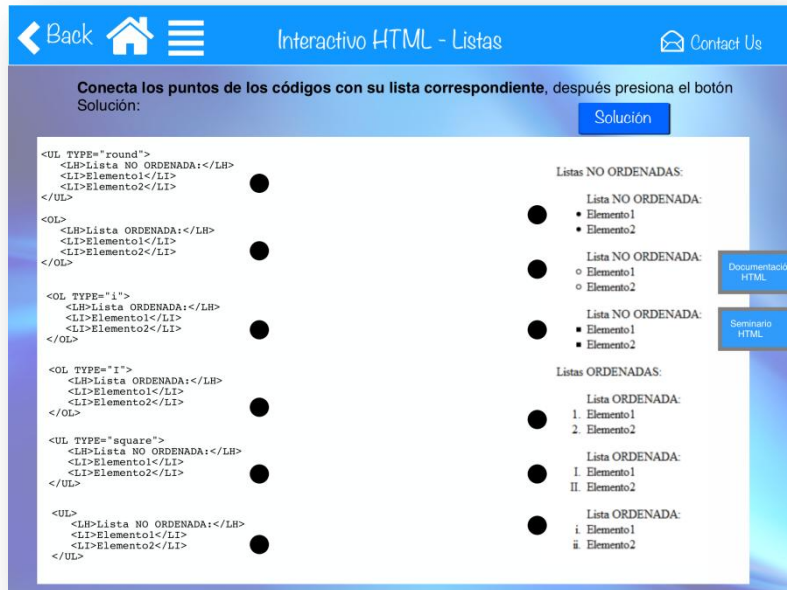 Back
Interactivo HTML - Listas
Contact Us
Conecta los puntos de los códigos con su lista correspondiente, después presiona el botón
Solución:
Solución
<UL TYPE="round">
<LH>Lista NO ORDENADA:</LH>
<LI>Elemento1</LI>
<LI>Elemento2</LI>
</UL>
<OL>
<LH>Lista ORDENADA:</LH>
<LI>Elemento1</LI>
<LI>Elemento2</LI>
</OL>
<OL TYPE="i">
<LH>Lista ORDENADA:</LH>
<LI>Elemento1</LI>
<LI>Elemento2</LI>
</OL>
<OL TYPE="I">
<LH>Lista ORDENADA:</LH>
<LI>Elemento1</LI>
<LI>Elemento2</LI>
</OL>
<UL TYPE="square">
<LH>Lista NO ORDENADA:</LH>
<LI>Elemento1</LI>
<LI>Elemento2</LI>
</UL>
<UL>
<LH>Lista NO ORDENADA:</LH>
<LI>Elemento1</LI>
<LI>Elemento2</LI>
</UL>
Listas NO ORDENADAS:
Lista NO ORDENADA:
• Elemento1
• Elemento2
Lista NO ORDENADA:
○ Elemento1
○ Elemento2
Lista NO ORDENADA:
■ Elemento1
■ Elemento2
Listas ORDENADAS:
Lista ORDENADA:
1. Elemento1
2. Elemento2
Lista ORDENADA:
I. Elemento1
II. Elemento2
Lista ORDENADA:
i. Elemento1
ii. Elemento2
Documentació
HTML
Seminario
HTML